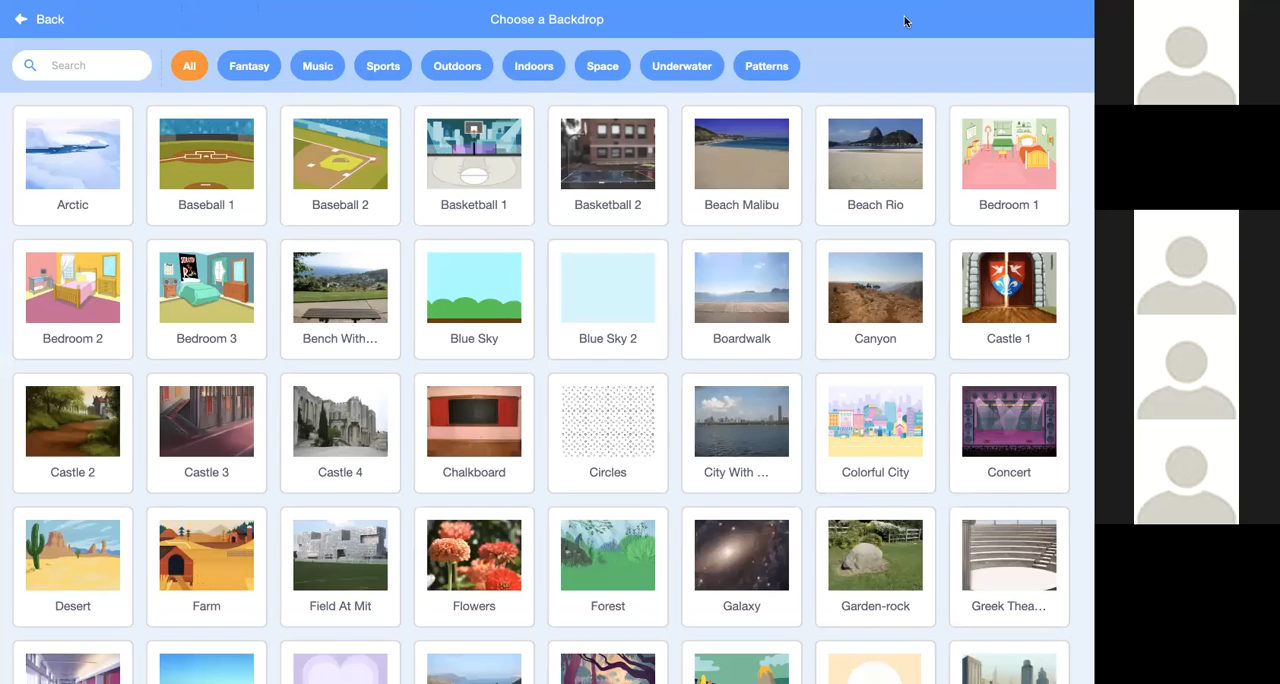 Back
Choose a Backdrop
Search
All Fantasy Music Sports Outdoors Indoors Space Underwater Patterns
Arctic Baseball 1 Baseball 2 Basketball 1 Basketball 2 Beach Malibu Beach Rio Bedroom 1
Bedroom 2 Bedroom 3 Bench With... Blue Sky Blue Sky 2 Boardwalk Canyon Castle 1
Castle 2 Castle 3 Castle 4 Chalkboard Circles City With ... Colorful City Concert
Desert Farm Field At Mit Flowers Forest Galaxy Garden-rock Greek Thea...